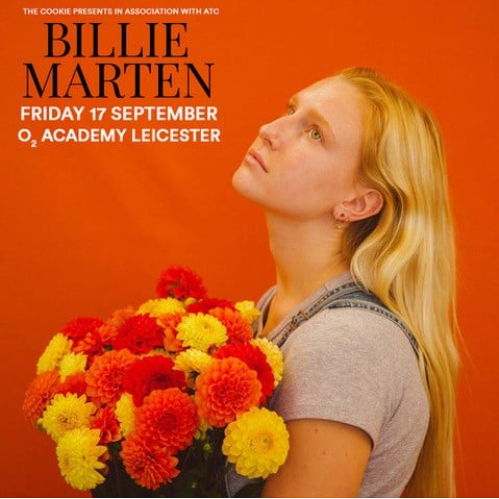 THE COOKIE PRESENTS IN ASSOCIATION WITH ATC
BILLIE
MARTEN
FRIDAY 17 SEPTEMBER
O₂ ACADEMY LEICESTER